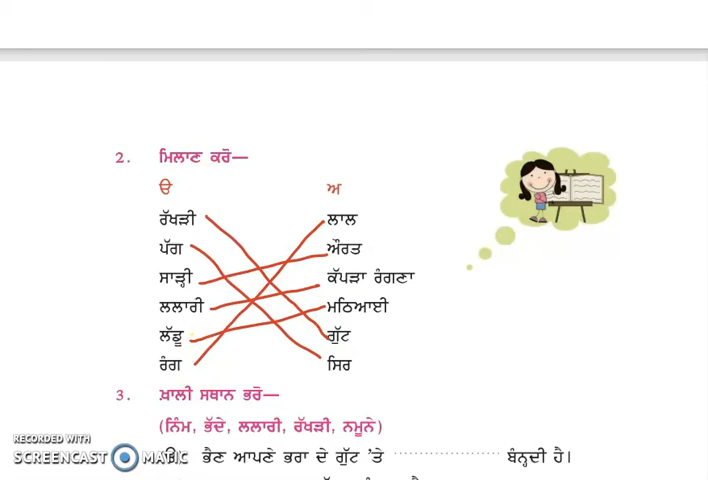 2. ਮਿਲਾਣ ਕਰੋ—
ੳ ਅ
ਰੱਖੜੀ ਲਾਲ
ਪੱਗ ਔਰਤ
ਸਾੜ੍ਹੀ ਕੱਪੜਾ ਰੰਗਣਾ
ਲਲਾਰੀ ਮਠਿਆਈ
ਲੱਡੂ ਗੁੱਟ
ਰੰਗ ਸਿਰ
3. ਖ਼ਾਲੀ ਸਥਾਨ ਭਰੋ—
(ਨਿੰਮ, ਭੱਦੇ, ਲਲਾਰੀ, ਰੱਖੜੀ, ਨਮੂਨੇ)
ਭੈਣ ਆਪਣੇ ਭਰਾ ਦੇ ਗੁੱਟ ’ਤੇ .................... ਬੰਨ੍ਹਦੀ ਹੈ।
RECORDED WITH
SCREENCAST MATIC